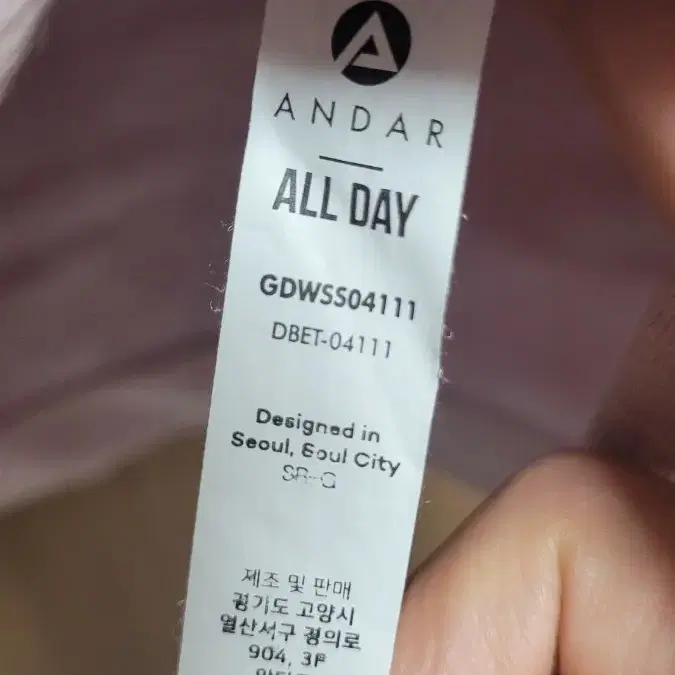 ANDAR
ALL DAY
GDWSS04111
DBET-04111
Designed in
Seoul, Soul City
제조 및 판매
경기도 고양시
일산서구 경의로
904, 3F